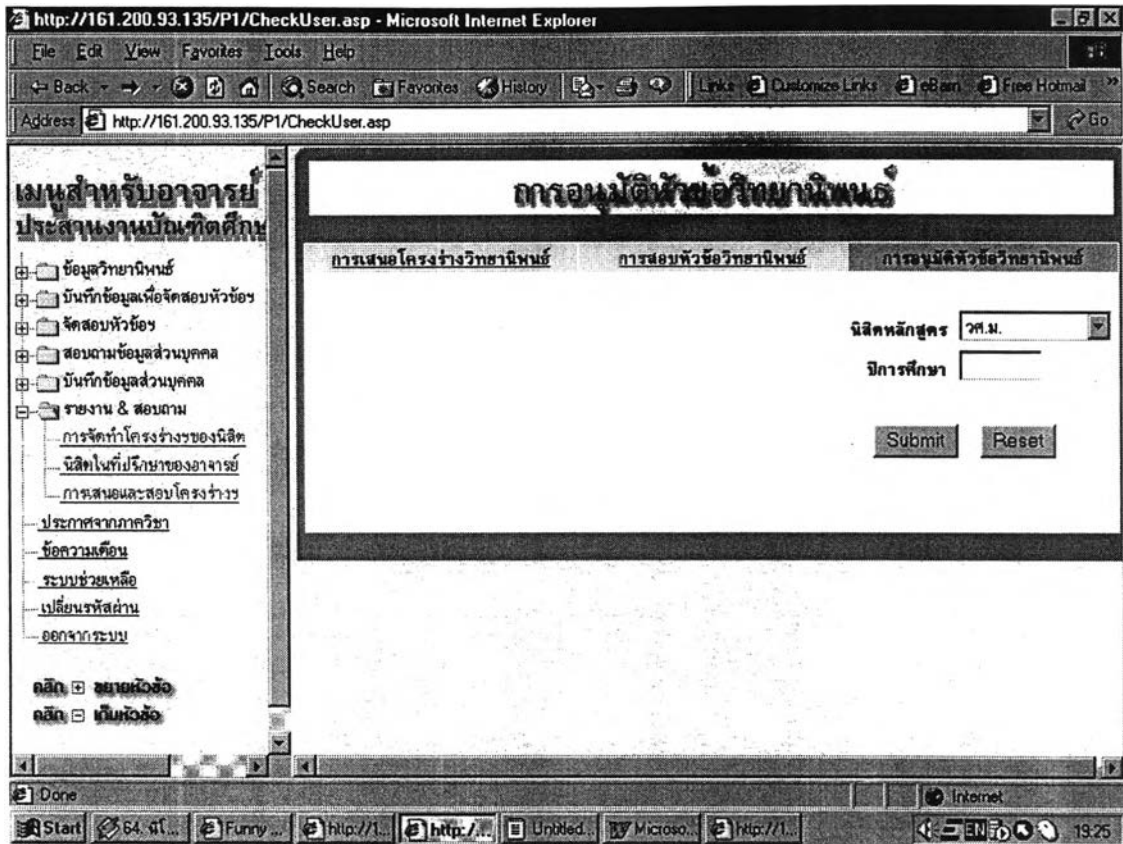 http://161.200.93.135/P1/CheckUser.asp - Microsoft Internet Explorer
File Edit View Favorites Tools Help
Back Search Favorites History Links Customize Links eBam Free Hotmail
Address http://161.200.93.135/P1/CheckUser.asp Go
เมนูสำหรับอาจารย์
ประสานงานบัณฑิตศึกษ
ข้อมูลวิทยานิพนธ์
บันทึกข้อมูลเพื่อจัดสอบหัวข้อฯ
จัดสอบหัวข้อฯ
สอบถามข้อมูลส่วนบุคคล
บันทึกข้อมูลส่วนบุคคล
รายงาน & สอบถาม
การจัดทำโครงร่างฯของนิสิต
นิสิตในที่ปรึกษาของอาจารย์
การเสนอและสอบโครงร่างฯ
ประกาศจากภาควิชา
ข้อความเตือน
ระบบช่วยเหลือ
เปลี่ยนรหัสผ่าน
ออกจากระบบ
คลิก ขยายหัวข้อ
คลิก เก็บหัวข้อ
การอนุมัติหัวข้อวิทยานิพนธ์
การเสนอโครงร่างวิทยานิพนธ์ การสอบหัวข้อวิทยานิพนธ์ การอนุมัติหัวข้อวิทยานิพนธ์
นิสิตหลักสูตร วศ.ม.
ปีการศึกษา
Submit Reset
Done Internet
Start 64. ... Funny ... http://1... http:/... Untitled... Microso... http://1... EN 19:25